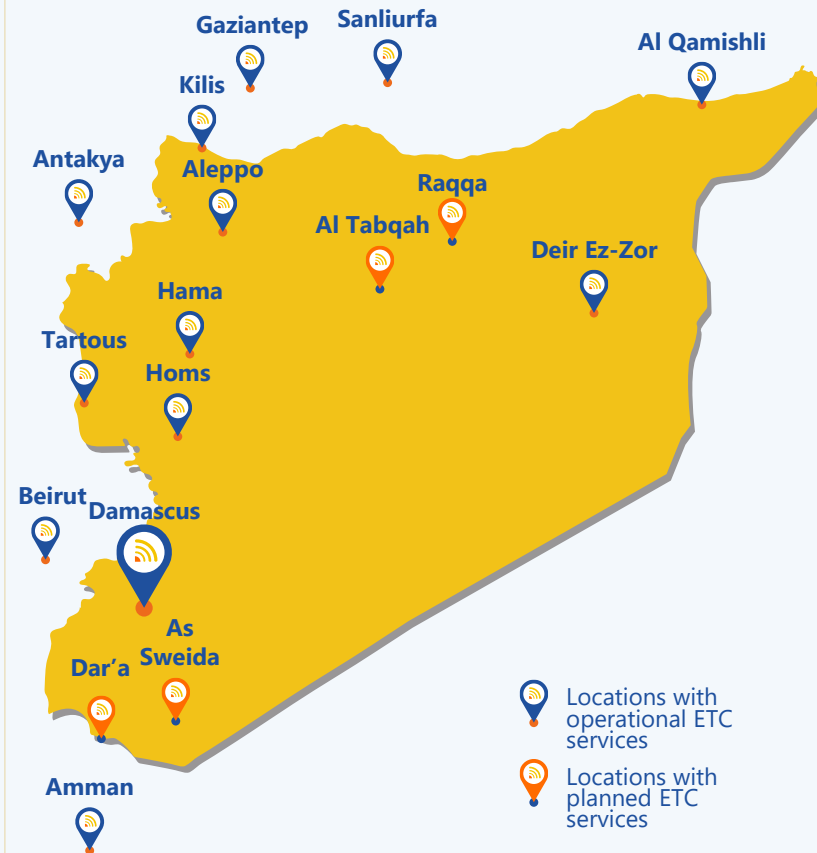 Gaziantep
Sanliurfa
Al Qamishli
Kilis
Antakya
Aleppo
Raqqa
Al Tabqah
Deir Ez-Zor
Hama
Tartous
Homs
Beirut
Damascus
As
Sweida
Dar’a
Amman
Locations with
operational ETC
services
Locations with
planned ETC
services